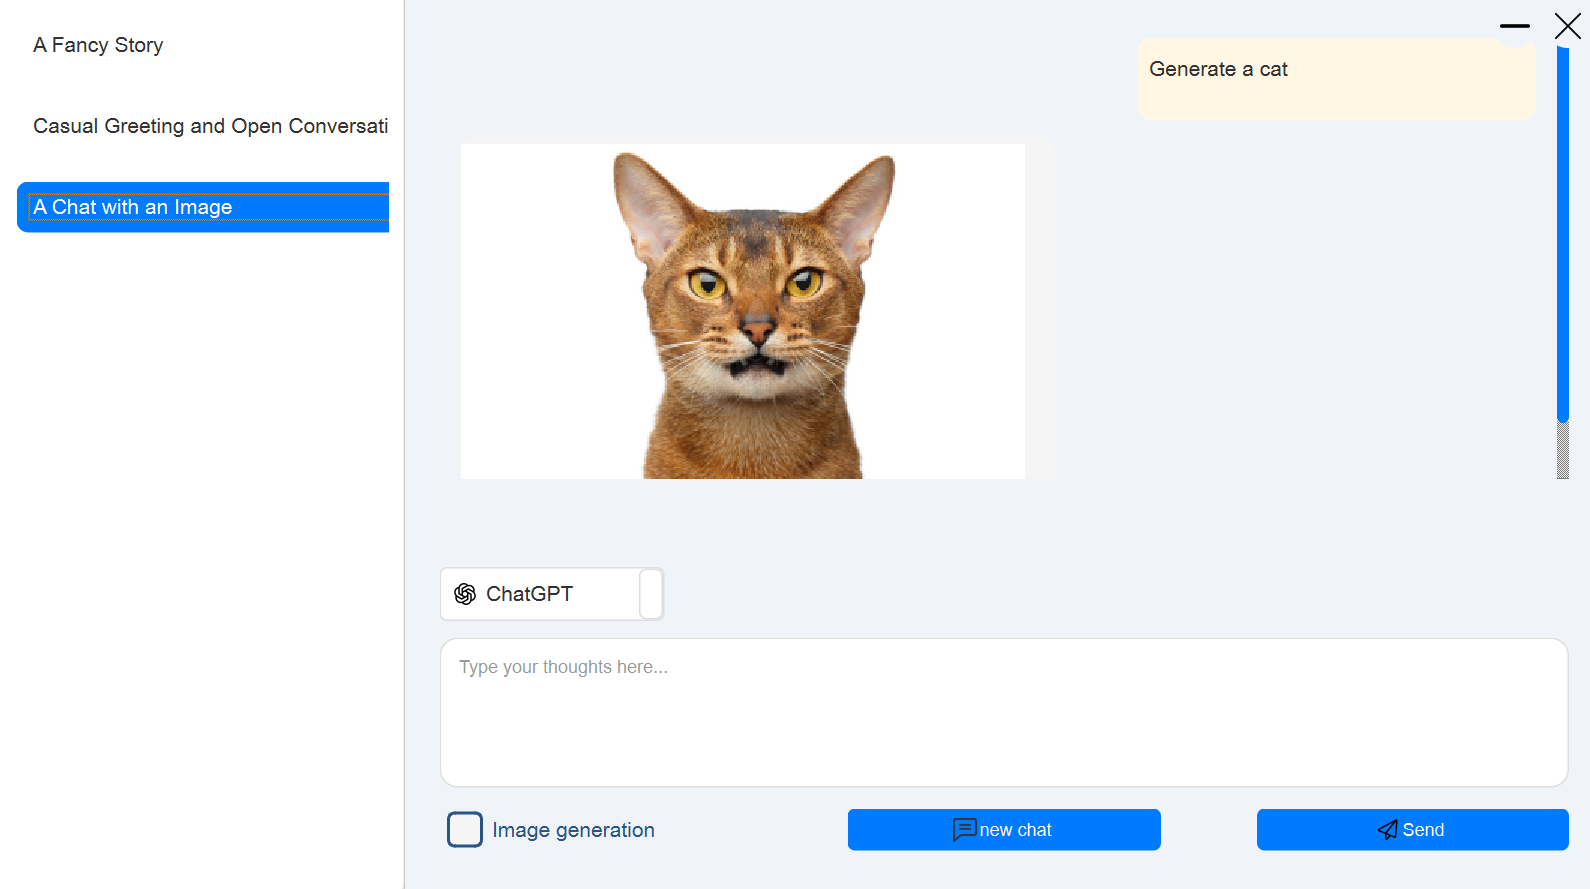 A Fancy Story
Casual Greeting and Open Conversati
A Chat with an Image
Generate a cat
ChatGPT
Type your thoughts here...
Image generation
new chat
Send